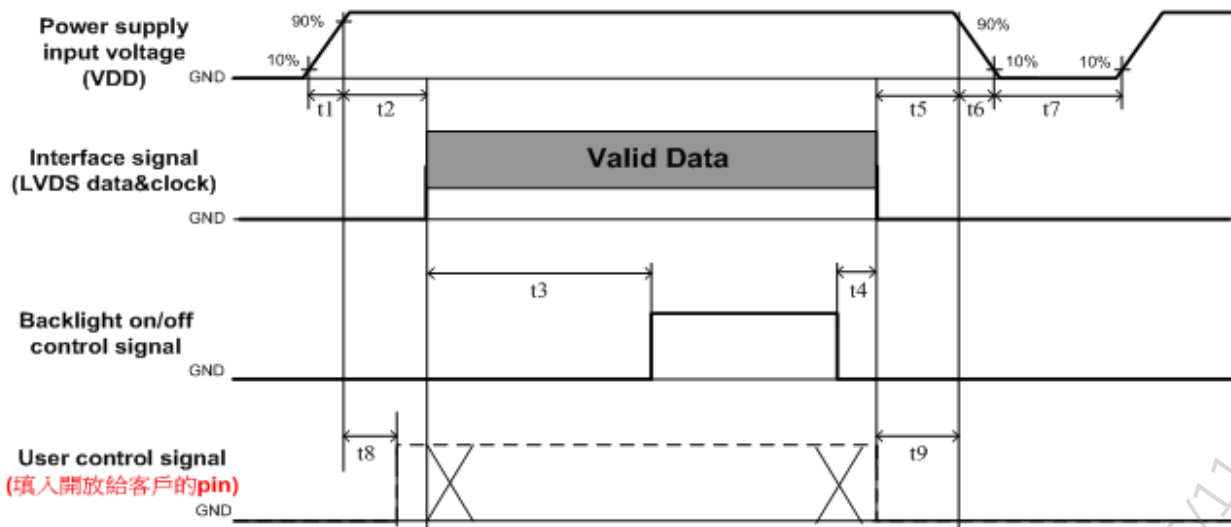 Power supply
input voltage
(VDD)
90%
10%
GND
90%
10%
10%
t1
t2
t5
t6
t7
Interface signal
(LVDS data&clock)
Valid Data
GND
t3
t4
Backlight on/off
control signal
GND
t8
t9
User control signal
(填入開放給客戶的pin)
GND